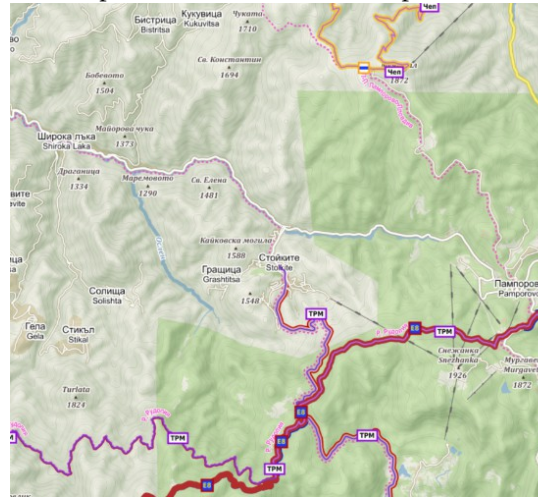 Бистрица
Bistritsa
Кукувица
Kukuvitsa
Чуката
1710
Чеп
Св. Константин
1694
Чеп
1872
Бобевота
1504
Майорова чука
1373
Широка лъка
Shiroka Laka
Драганица
1334
Маремовото
1290
Св. Елена
1481
Кайковска могила
1588
Стойките
Stoikite
Гращица
Grashtitsa
1548
Солища
Solishta
ТРМ
Гела
Gela
Стикъл
Stikal
E8
ТРМ
Пампорово
Pamporovo
Снежанка
Snezhanka
1926
Мургавец
Murgavets
1872
Turlata
1824
E8
E8
ТРМ
ТРМ
ТРМ
E8